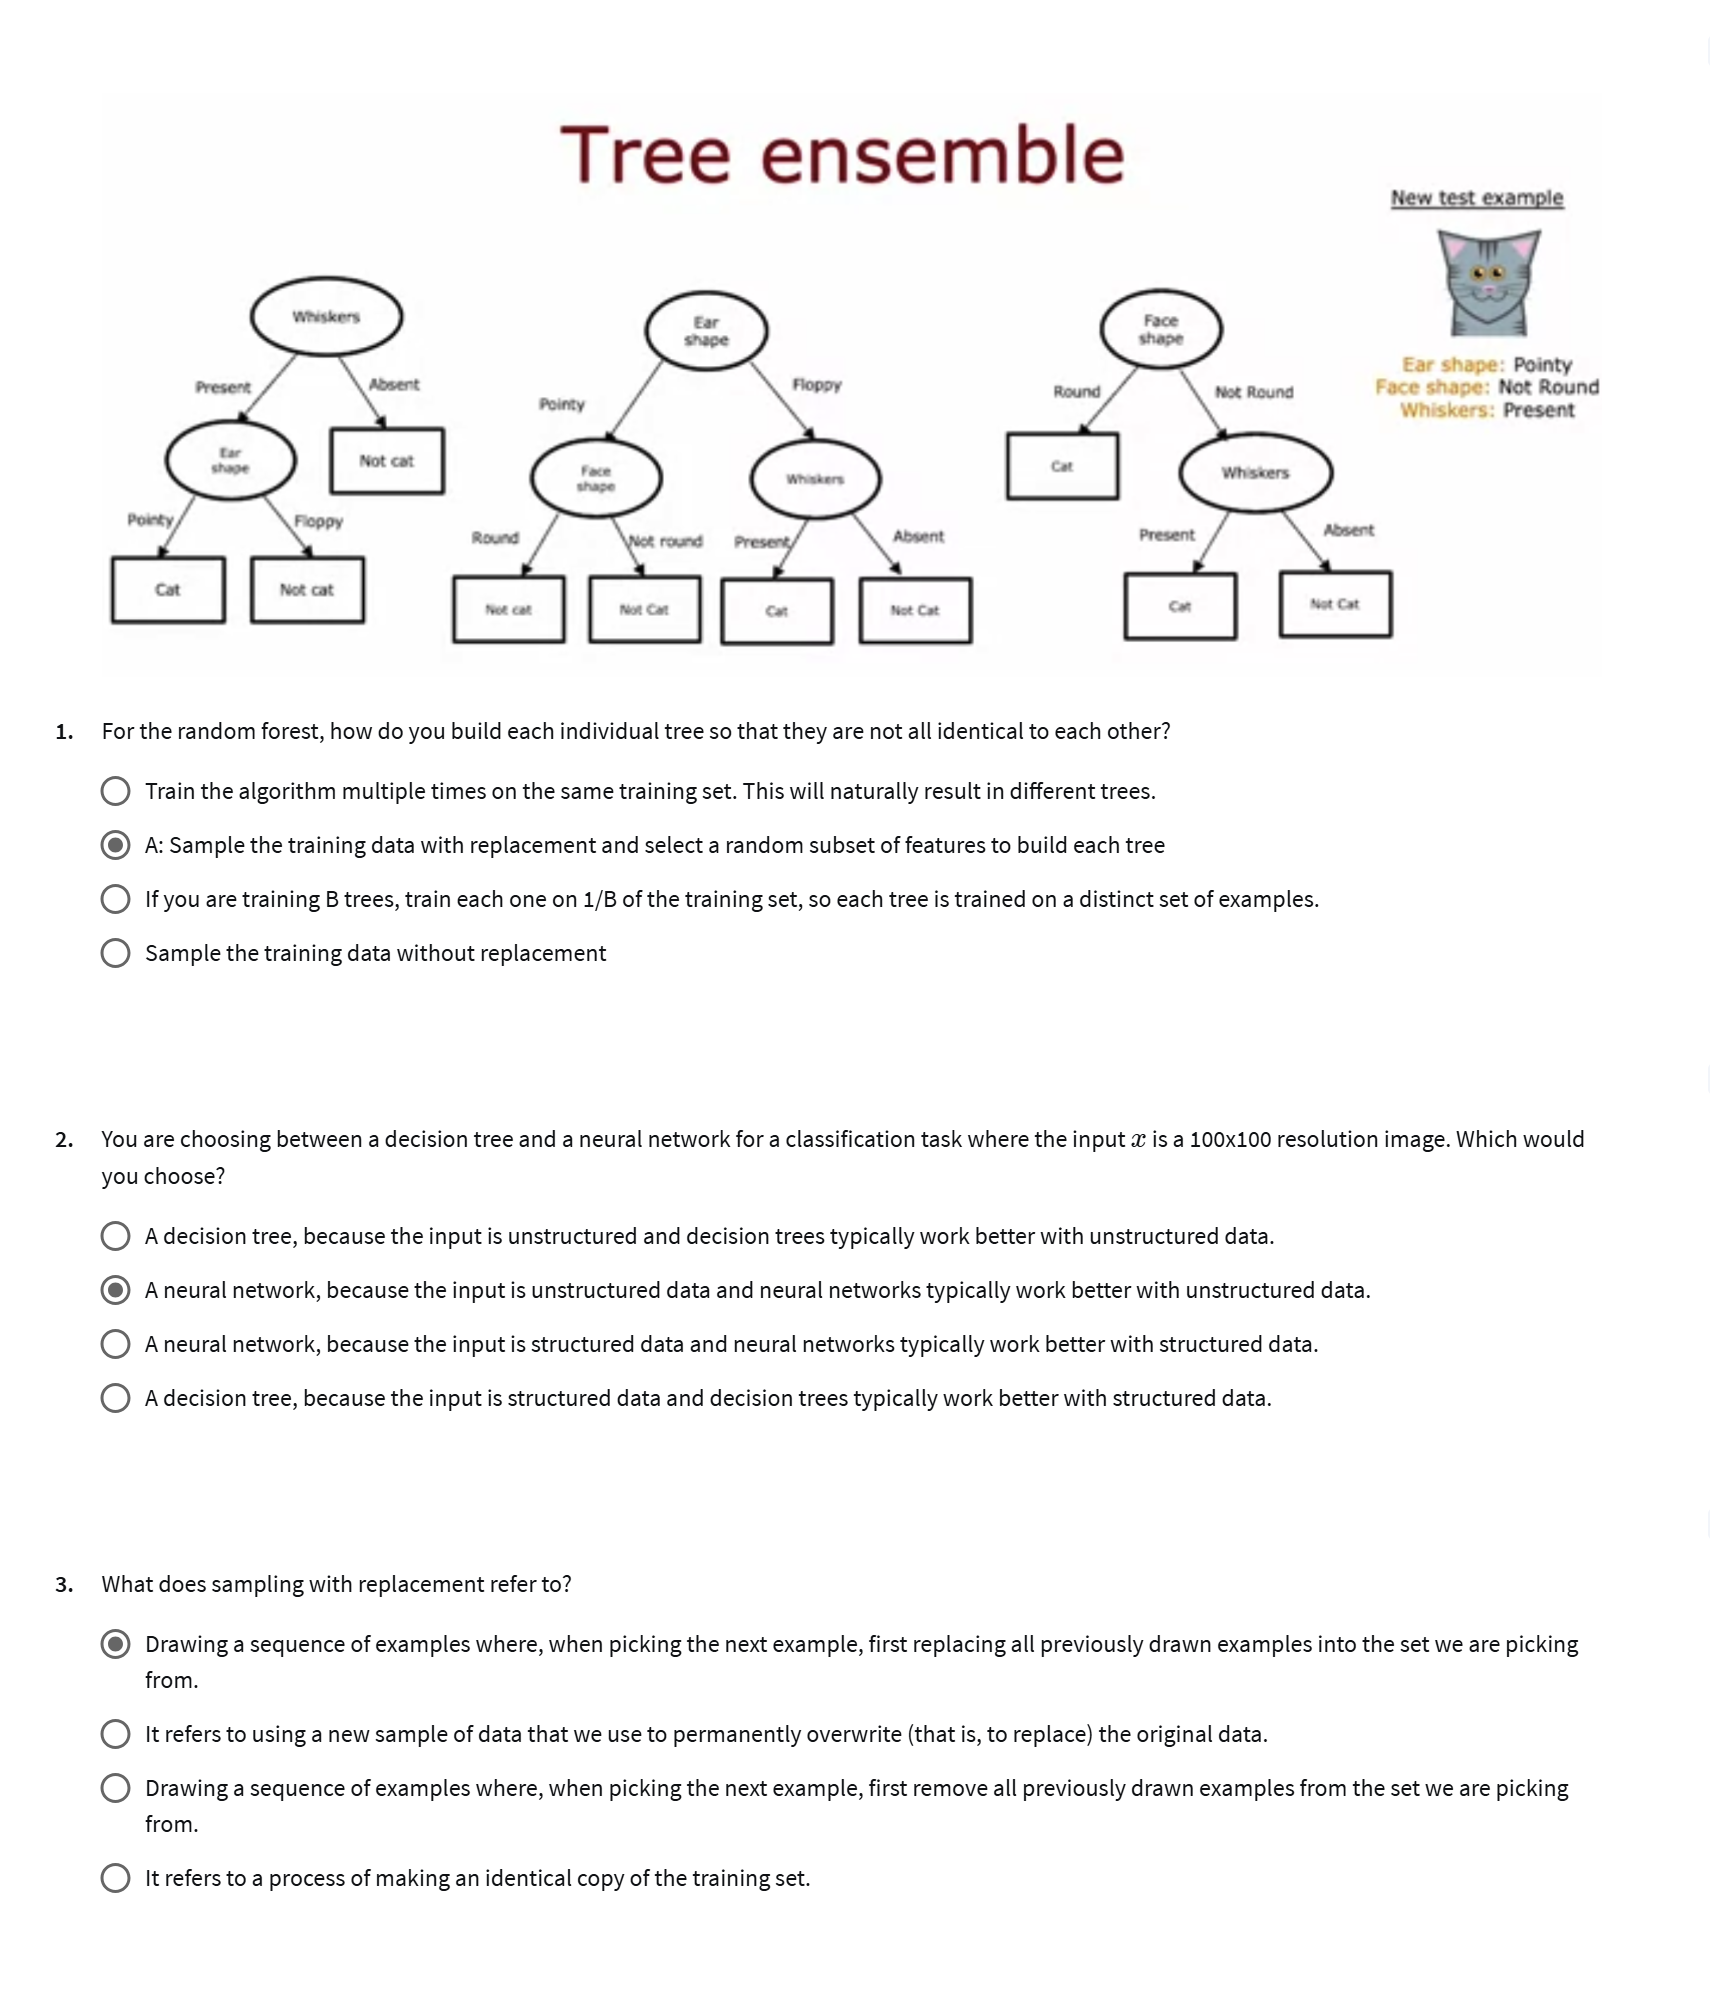 Tree ensemble
New test example
Ear shape: Pointy
Face shape: Not Round
Whiskers: Present
Whiskers
Present
Absent
Ear
shape
Not cat
Pointy
Floppy
Cat
Not cat
Ear
shape
Pointy
Floppy
Face
shape
Whiskers
Round
Not round
Present
Absent
Not cat
Not Cat
Cat
Not Cat
Face
shape
Round
Not Round
Cat
Whiskers
Present
Absent
Cat
Not Cat
1. For the random forest, how do you build each individual tree so that they are not all identical to each other?
Train the algorithm multiple times on the same training set. This will naturally result in different trees.
A: Sample the training data with replacement and select a random subset of features to build each tree
If you are training B trees, train each one on 1/B of the training set, so each tree is trained on a distinct set of examples.
Sample the training data without replacement
2. You are choosing between a decision tree and a neural network for a classification task where the input x is a 100x100 resolution image. Which would
you choose?
A decision tree, because the input is unstructured and decision trees typically work better with unstructured data.
A neural network, because the input is unstructured data and neural networks typically work better with unstructured data.
A neural network, because the input is structured data and neural networks typically work better with structured data.
A decision tree, because the input is structured data and decision trees typically work better with structured data.
3. What does sampling with replacement refer to?
Drawing a sequence of examples where, when picking the next example, first replacing all previously drawn examples into the set we are picking
from.
It refers to using a new sample of data that we use to permanently overwrite (that is, to replace) the original data.
Drawing a sequence of examples where, when picking the next example, first remove all previously drawn examples from the set we are picking
from.
It refers to a process of making an identical copy of the training set.